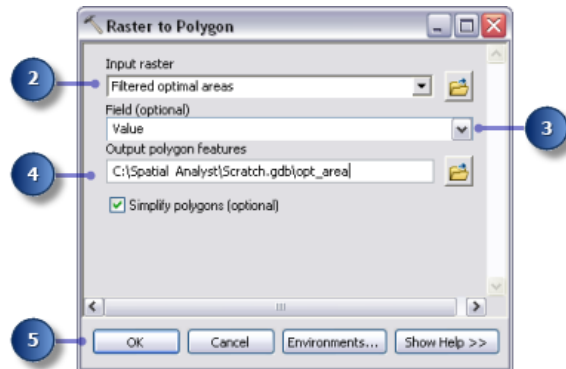 Raster to Polygon
Input raster
2
Filtered optimal areas
Field (optional)
Value
3
Output polygon features
4
C:\Spatial Analyst\Scratch.gdb\opt_area
Simplify polygons (optional)
5
OK Cancel Environments... Show Help >>